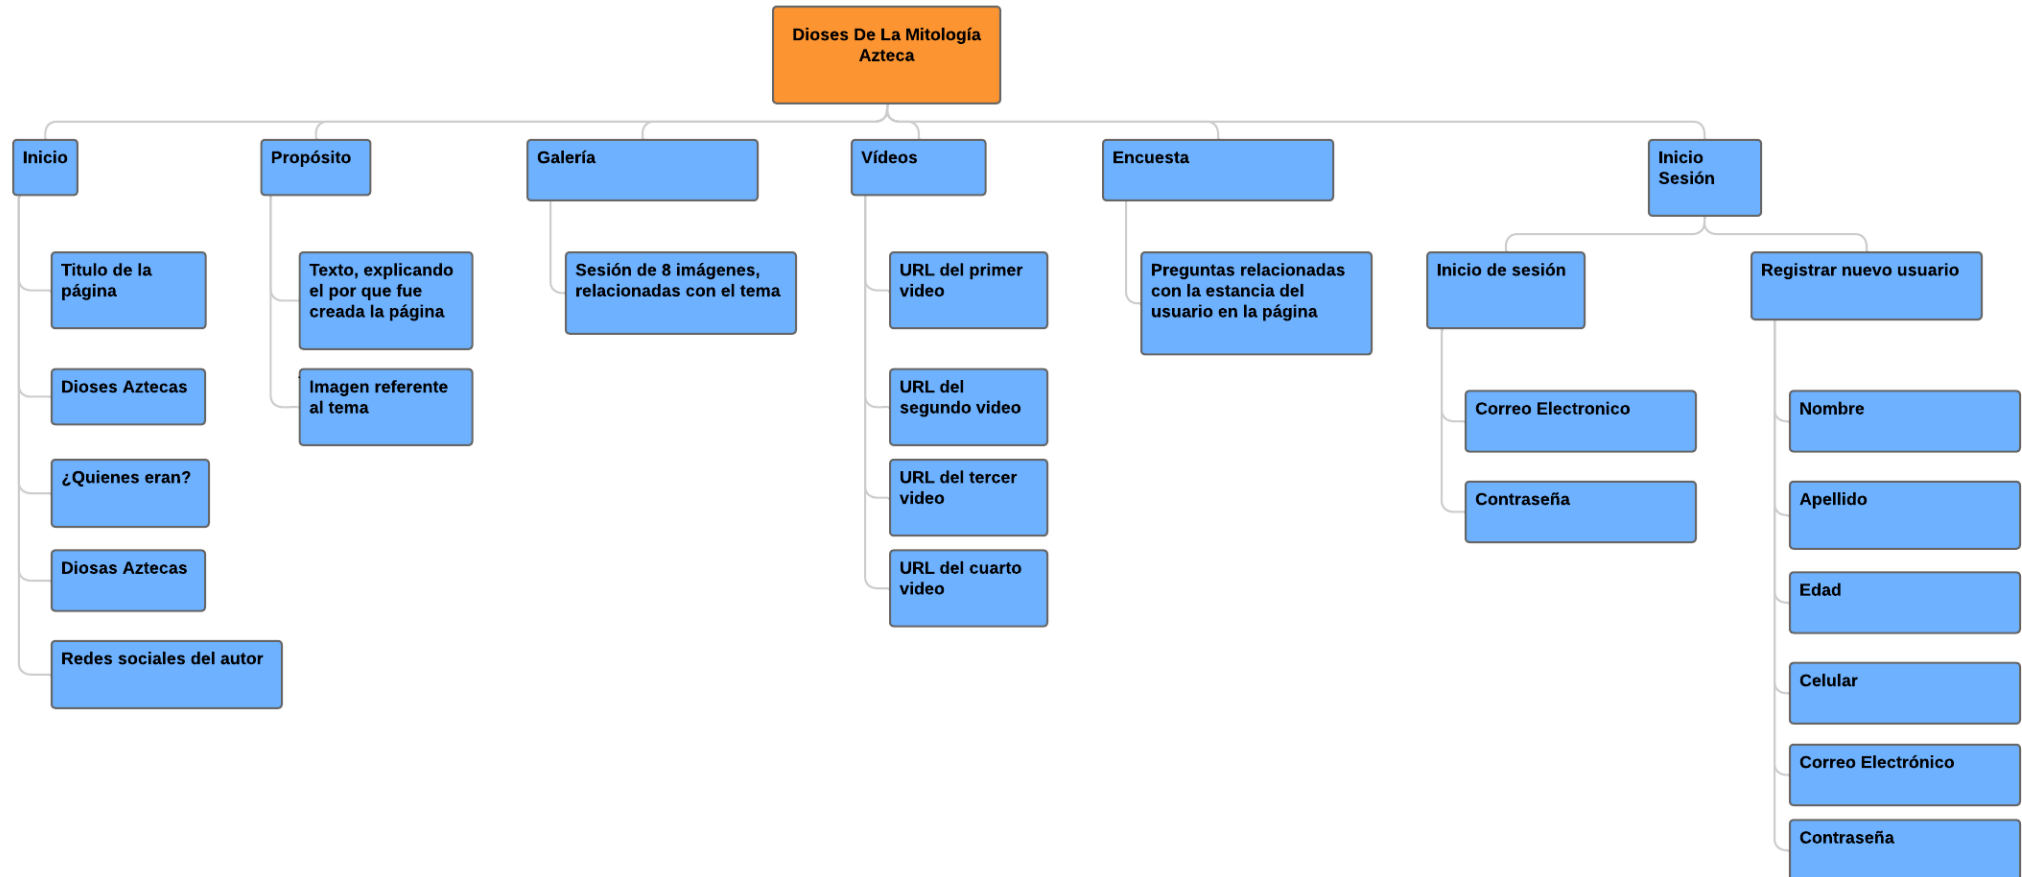 Dioses De La Mitología
Azteca
Inicio
Propósito
Galería
Vídeos
Encuesta
Inicio
Sesión
Titulo de la
página
Dioses Aztecas
¿Quienes eran?
Diosas Aztecas
Redes sociales del autor
Texto, explicando
el por que fue
creada la página
Imagen referente
al tema
Sesión de 8 imágenes,
relacionadas con el tema
URL del primer
video
URL del
segundo video
URL del tercer
video
URL del cuarto
video
Preguntas relacionadas
con la estancia del
usuario en la página
Inicio de sesión
Correo Electronico
Contraseña
Registrar nuevo usuario
Nombre
Apellido
Edad
Celular
Correo Electrónico
Contraseña